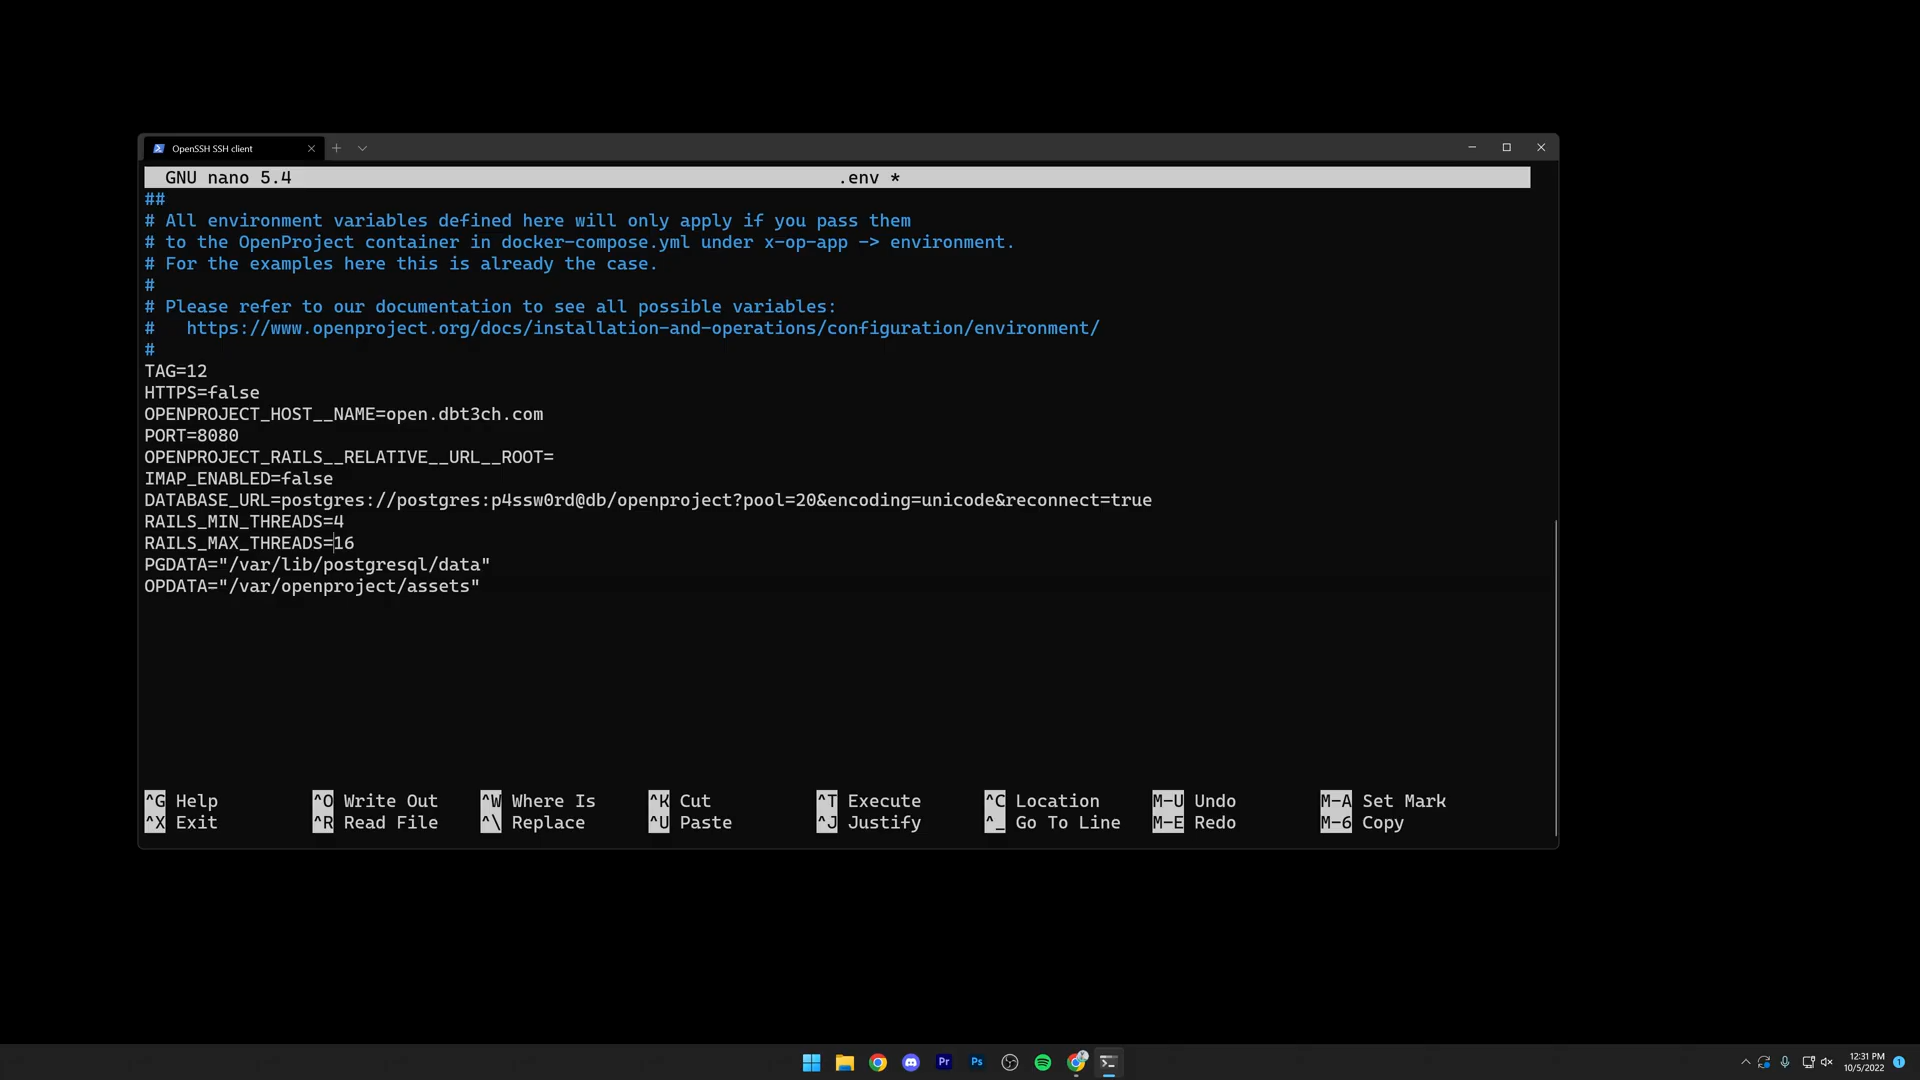 OpenSSH SSH client
GNU nano 5.4 .env *
##
# All environment variables defined here will only apply if you pass them
# to the OpenProject container in docker-compose.yml under x-op-app -> environment.
# For the examples here this is already the case.
#
# Please refer to our documentation to see all possible variables:
#   https://www.openproject.org/docs/installation-and-operations/configuration/environment/
#
TAG=12
HTTPS=false
OPENPROJECT_HOST__NAME=open.dbt3ch.com
PORT=8080
OPENPROJECT_RAILS__RELATIVE__URL__ROOT=
IMAP_ENABLED=false
DATABASE_URL=postgres://postgres:p4ssw0rd@db/openproject?pool=20&encoding=unicode&reconnect=true
RAILS_MIN_THREADS=4
RAILS_MAX_THREADS=16
PGDATA="/var/lib/postgresql/data"
OPDATA="/var/openproject/assets"
^G Help ^O Write Out ^W Where Is ^K Cut ^T Execute ^C Location M-U Undo M-A Set Mark
^X Exit ^R Read File ^\ Replace ^U Paste ^J Justify ^_ Go To Line M-E Redo M-6 Copy
Pr Ps
12:31 PM
10/5/2022
1